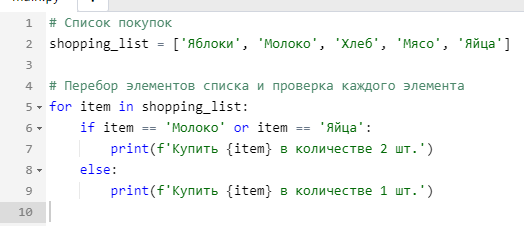 1 # Список покупок
2 shopping_list = ['Яблоки', 'Молоко', 'Хлеб', 'Мясо', 'Яйца']
3
4 # Перебор элементов списка и проверка каждого элемента
5 for item in shopping_list:
6     if item == 'Молоко' or item == 'Яйца':
7         print(f'Купить {item} в количестве 2 шт.')
8     else:
9         print(f'Купить {item} в количестве 1 шт.')
10